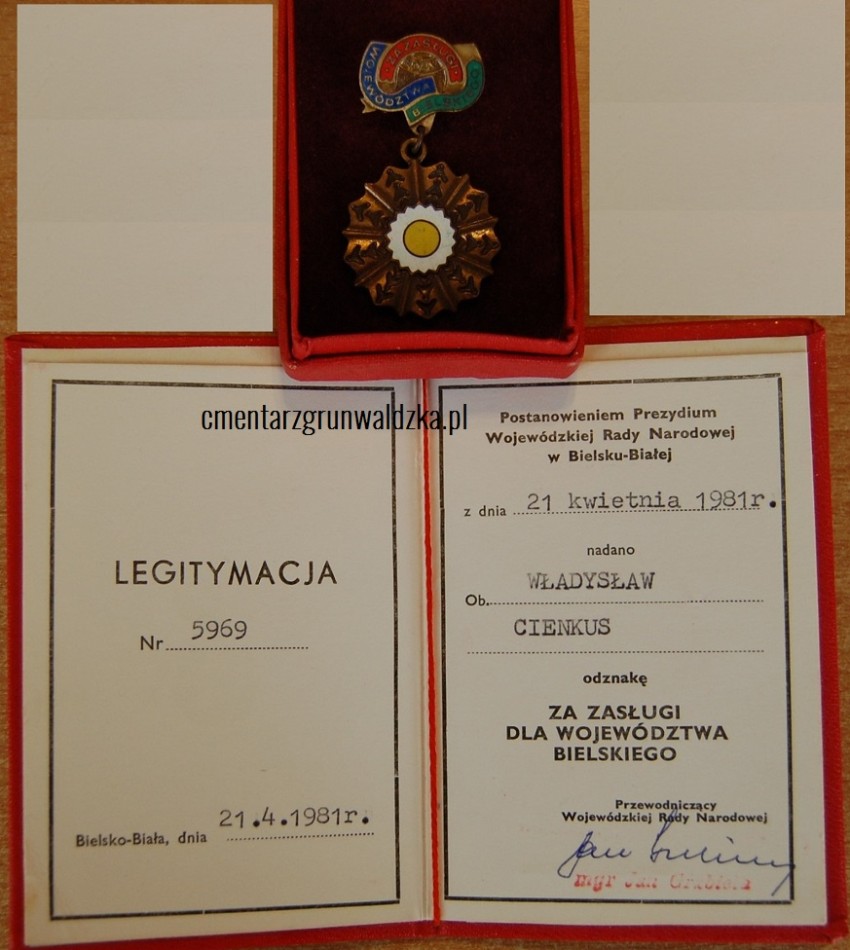 ZA ZASŁUGI
WOJEWÓDZTWA
BIELSKIEGO
cmentarzgrunwaldzka.pl
LEGITYMACJA
Nr 5969
Bielsko-Biała, dnia 21.4.1981r.
Postanowieniem Prezydium
Wojewódzkiej Rady Narodowej
w Bielsku-Białej
z dnia 21 kwietnia 1981r.
nadano
Ob. WŁADYSŁAW
CIENKUS
odznakę
ZA ZASŁUGI
DLA WOJEWÓDZTWA
BIELSKIEGO
Przewodniczący
Wojewódzkiej Rady Narodowej
mgr Jan